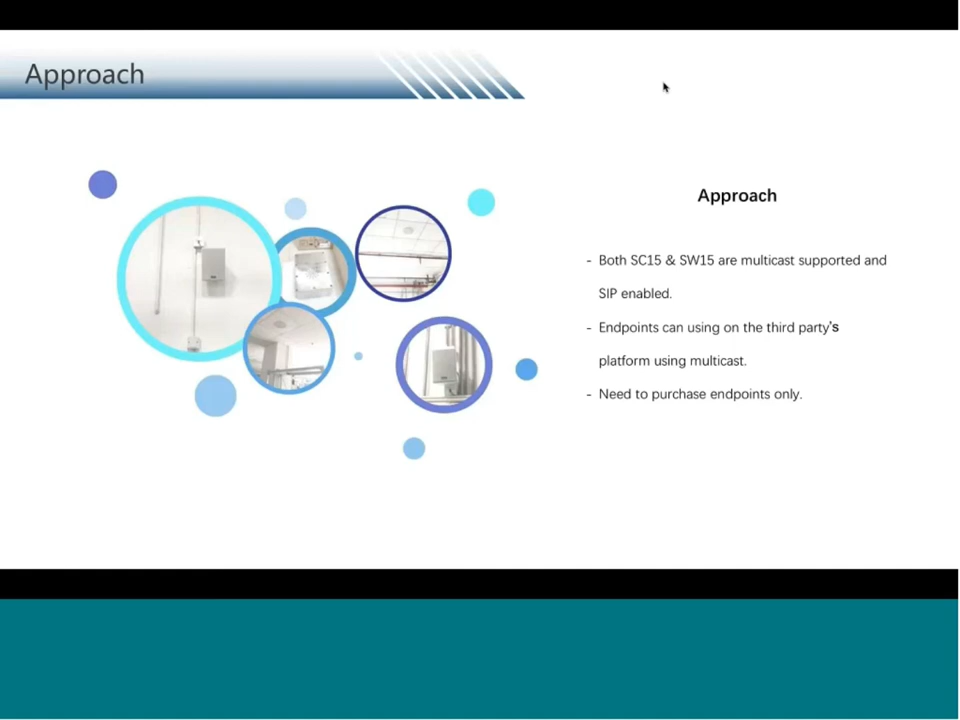 Approach
Approach
- Both SC15 & SW15 are multicast supported and
SIP enabled.
- Endpoints can using on the third party's
platform using multicast.
- Need to purchase endpoints only.